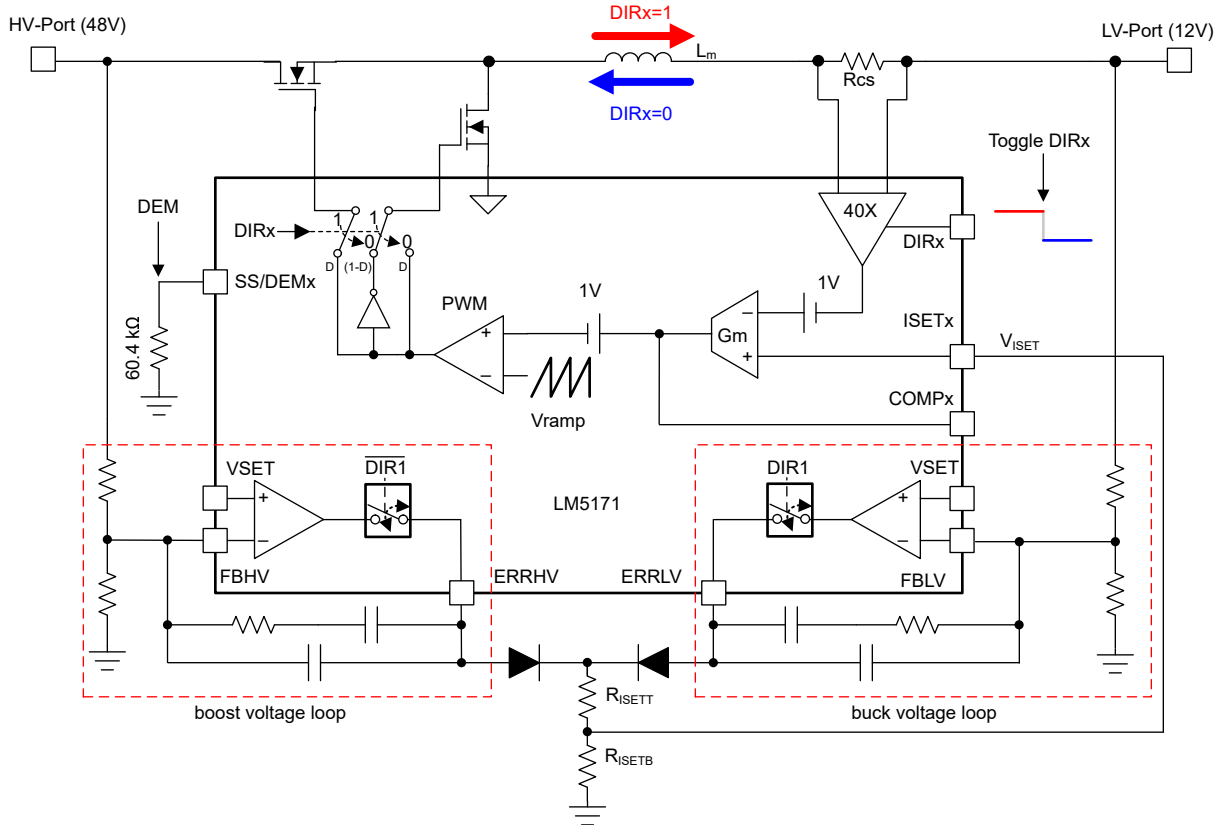 DIRx=1
HV-Port (48V)
LV-Port (12V)
Lm
Rcs
DIRx=0
Toggle DIRx
DEM
40X
DIRx
1
1
0
0
DIRx
D
(1-D)
D
SS/DEMx
1V
1V
ISETx
PWM
+
−
Gm
+
−
VISET
60.4 kΩ
COMPx
Vramp
VSET
DIR1
DIR1
VSET
+
−
LM5171
+
−
FBHV
ERRHV
ERRLV
FBLV
RISETT
boost voltage loop
buck voltage loop
RISETB